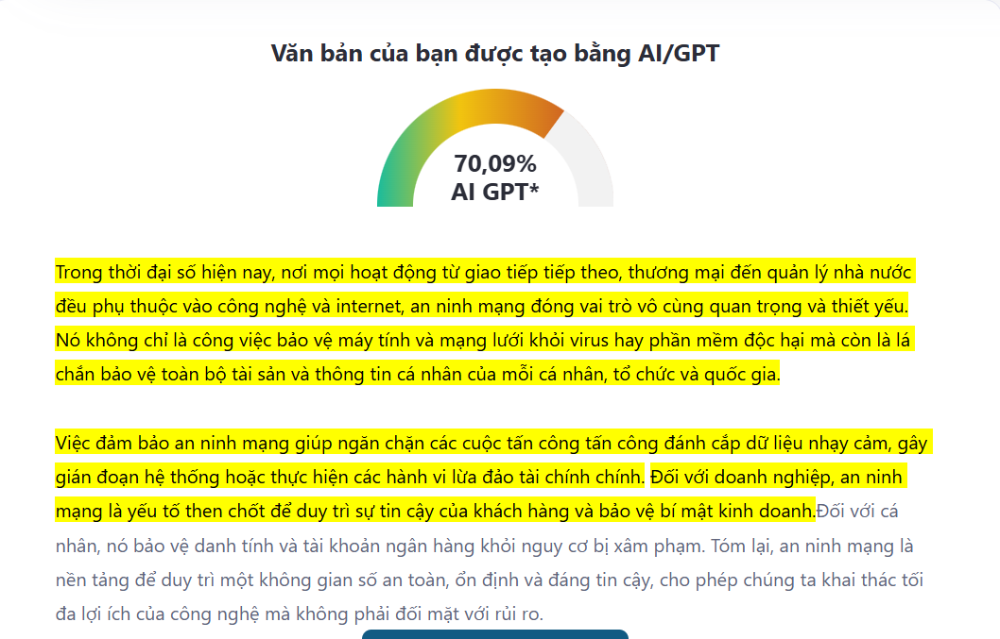 Văn bản của bạn được tạo bằng AI/GPT
70,09%
AI GPT*
Trong thời đại số hiện nay, nơi mọi hoạt động từ giao tiếp tiếp theo, thương mại đến quản lý nhà nước
đều phụ thuộc vào công nghệ và internet, an ninh mạng đóng vai trò vô cùng quan trọng và thiết yếu.
Nó không chỉ là công việc bảo vệ máy tính và mạng lưới khỏi virus hay phần mềm độc hại mà còn là lá
chắn bảo vệ toàn bộ tài sản và thông tin cá nhân của mỗi cá nhân, tổ chức và quốc gia.
Việc đảm bảo an ninh mạng giúp ngăn chặn các cuộc tấn công tấn công đánh cắp dữ liệu nhạy cảm, gây
gián đoạn hệ thống hoặc thực hiện các hành vi lừa đảo tài chính chính. Đối với doanh nghiệp, an ninh
mạng là yếu tố then chốt để duy trì sự tin cậy của khách hàng và bảo vệ bí mật kinh doanh.Đối với cá
nhân, nó bảo vệ danh tính và tài khoản ngân hàng khỏi nguy cơ bị xâm phạm. Tóm lại, an ninh mạng là
nền tảng để duy trì một không gian số an toàn, ổn định và đáng tin cậy, cho phép chúng ta khai thác tối
đa lợi ích của công nghệ mà không phải đối mặt với rủi ro.